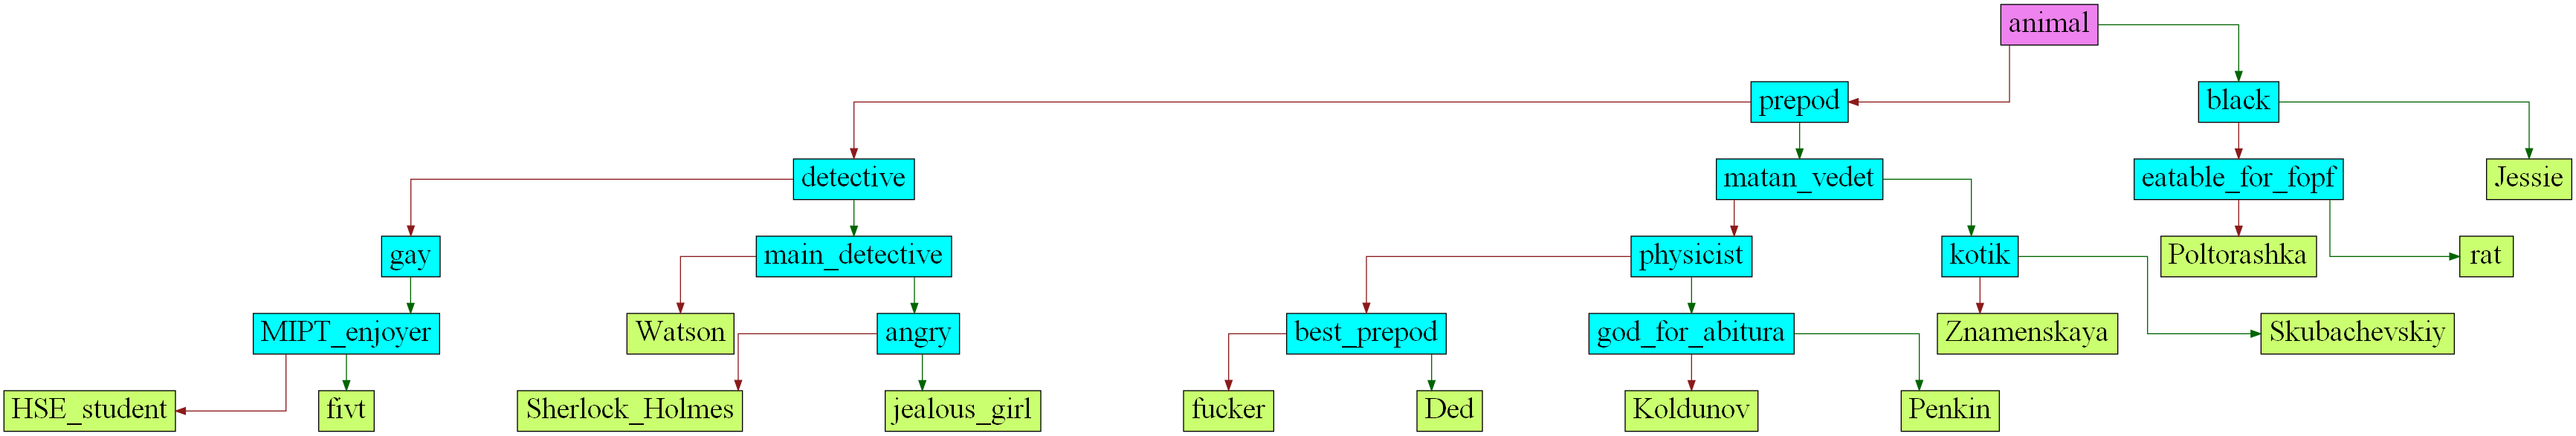 animal
prepod
black
detective
matan_vedet
eatable_for_fopf
Jessie
gay
main_detective
physicist
kotik
Poltorashka
rat
MIPT_enjoyer
Watson
angry
best_prepod
god_for_abitura
Znamenskaya
Skubachevskiy
HSE_student
fivt
Sherlock_Holmes
jealous_girl
fucker
Ded
Koldunov
Penkin